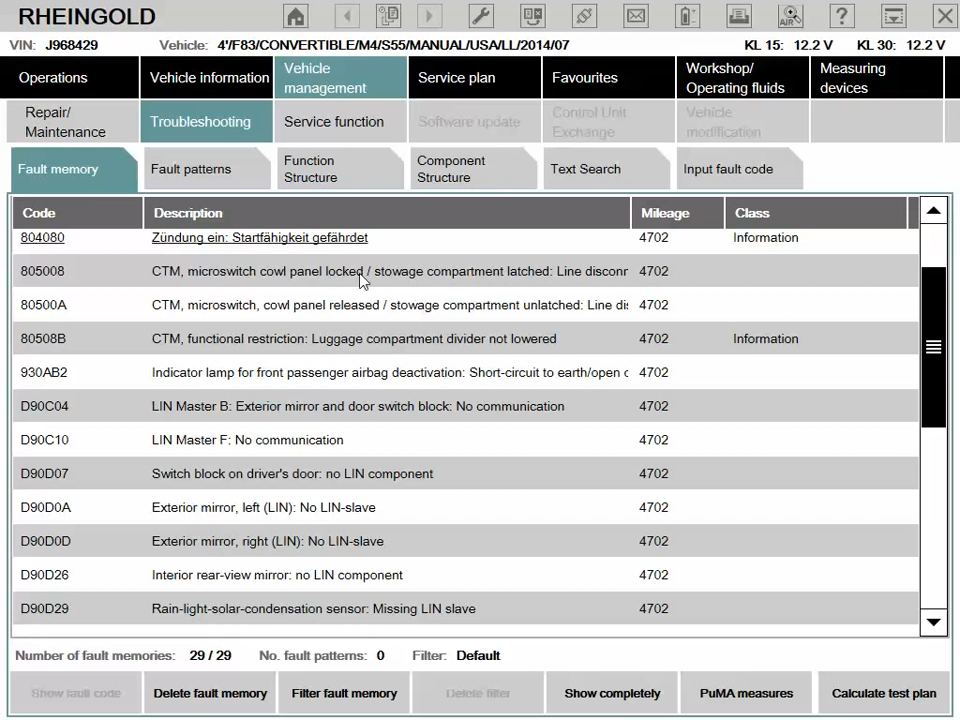 RHEINGOLD
VIN: J968429 Vehicle: 4'/F83/CONVERTIBLE/M4/S55/MANUAL/USA/LL/2014/07 KL 15: 12.2 V KL 30: 12.2 V
Operations
Vehicle information
Vehicle
management
Service plan
Favourites
Workshop/
Operating fluids
Measuring
devices
Repair/
Maintenance
Troubleshooting
Service function
Software update
Control Unit
Exchange
Vehicle
modification
Fault memory
Fault patterns
Function
Structure
Component
Structure
Text Search
Input fault code
Code Description Mileage Class
804080 Zündung ein: Startfähigkeit gefährdet 4702 Information
805008 CTM, microswitch cowl panel locked / stowage compartment latched: Line disconn 4702
80500A CTM, microswitch, cowl panel released / stowage compartment unlatched: Line dis 4702
80508B CTM, functional restriction: Luggage compartment divider not lowered 4702 Information
930AB2 Indicator lamp for front passenger airbag deactivation: Short-circuit to earth/open c 4702
D90C04 LIN Master B: Exterior mirror and door switch block: No communication 4702
D90C10 LIN Master F: No communication 4702
D90D07 Switch block on driver's door: no LIN component 4702
D90D0A Exterior mirror, left (LIN): No LIN-slave 4702
D90D0D Exterior mirror, right (LIN): No LIN-slave 4702
D90D26 Interior rear-view mirror: no LIN component 4702
D90D29 Rain-light-solar-condensation sensor: Missing LIN slave 4702
Number of fault memories: 29 / 29 No. fault patterns: 0 Filter: Default
Show fault code
Delete fault memory
Filter fault memory
Delete filter
Show completely
PuMA measures
Calculate test plan